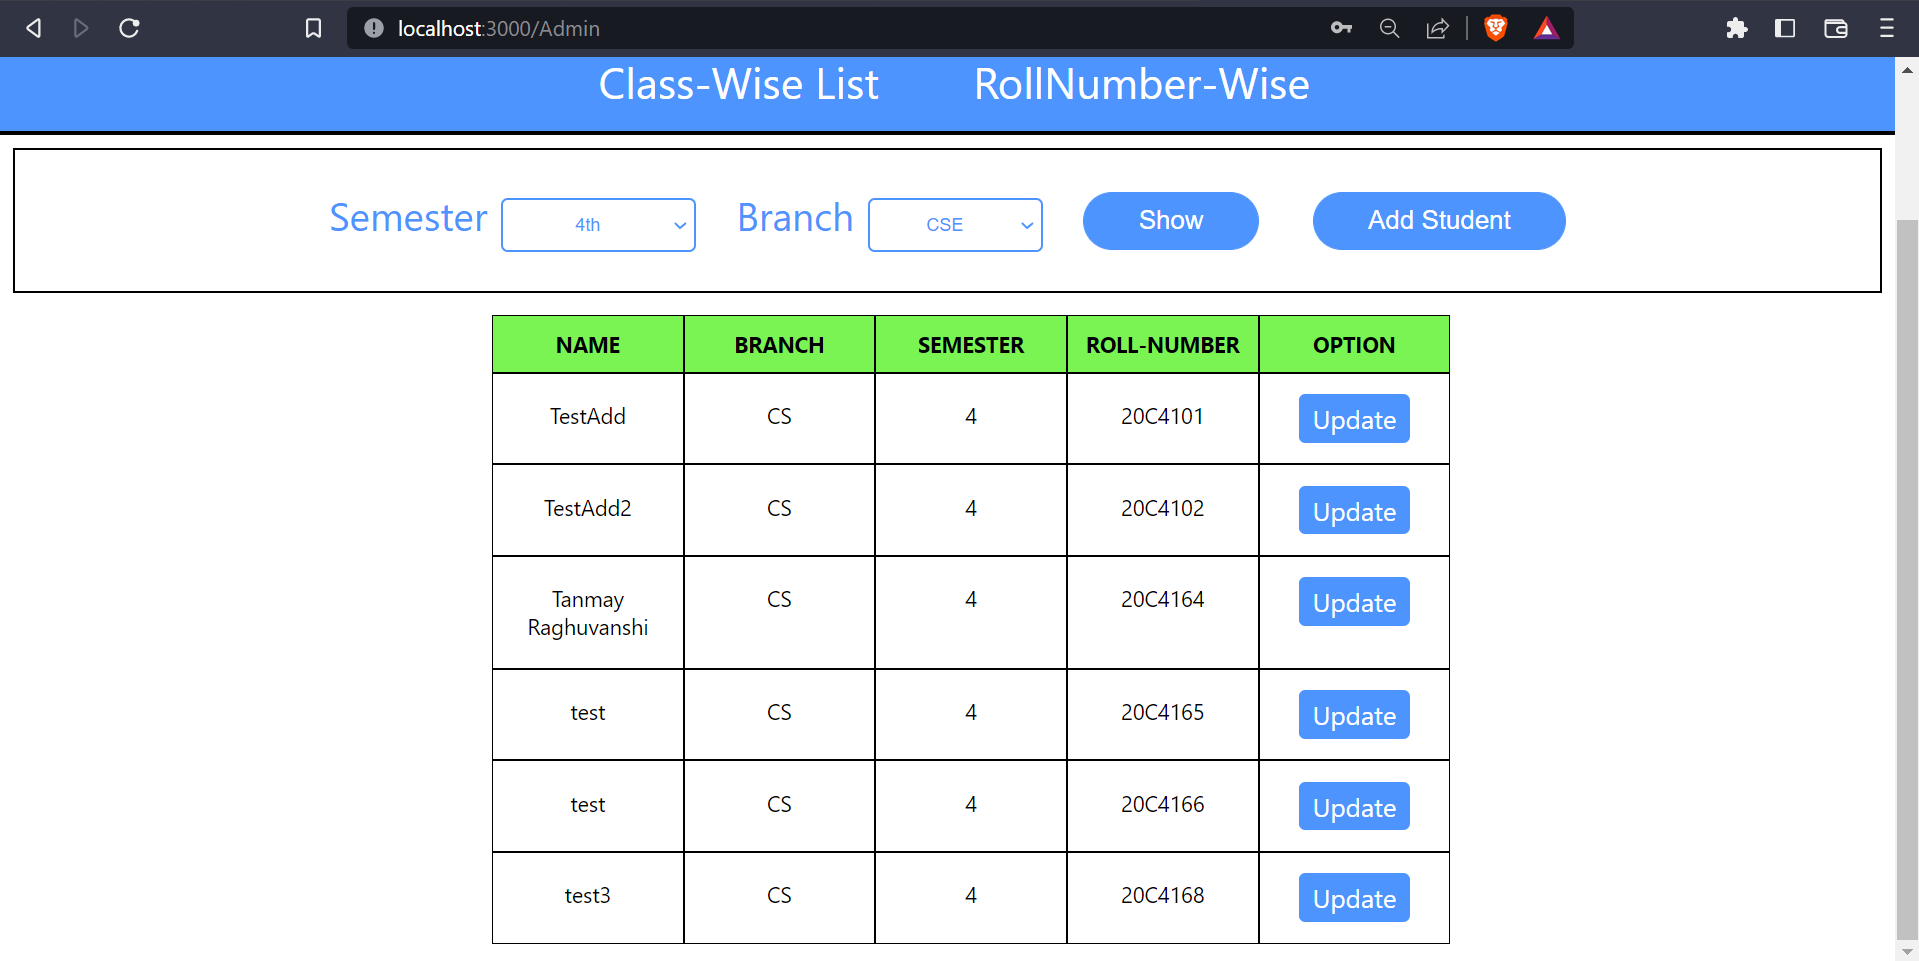 localhost:3000/Admin
Class-Wise List RollNumber-Wise
Semester 4th Branch CSE Show Add Student
NAME BRANCH SEMESTER ROLL-NUMBER OPTION
TestAdd CS 4 20C4101 Update
TestAdd2 CS 4 20C4102 Update
Tanmay CS 4 20C4164 Update
Raghuvanshi
test CS 4 20C4165 Update
test CS 4 20C4166 Update
test3 CS 4 20C4168 Update